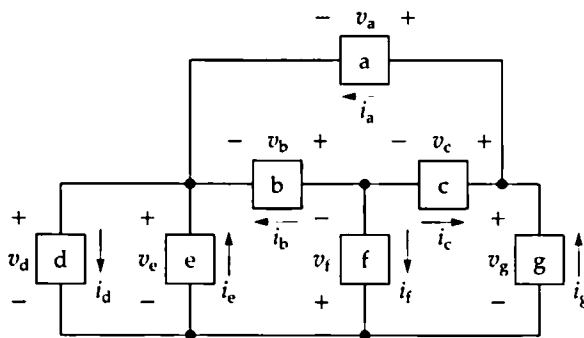 − v_a +
a
i_a
− v_b + − v_c +
b c
+ + − +
i_b i_c
v_d d v_e e v_f f v_g g
i_d i_e i_f i_g
− − + −